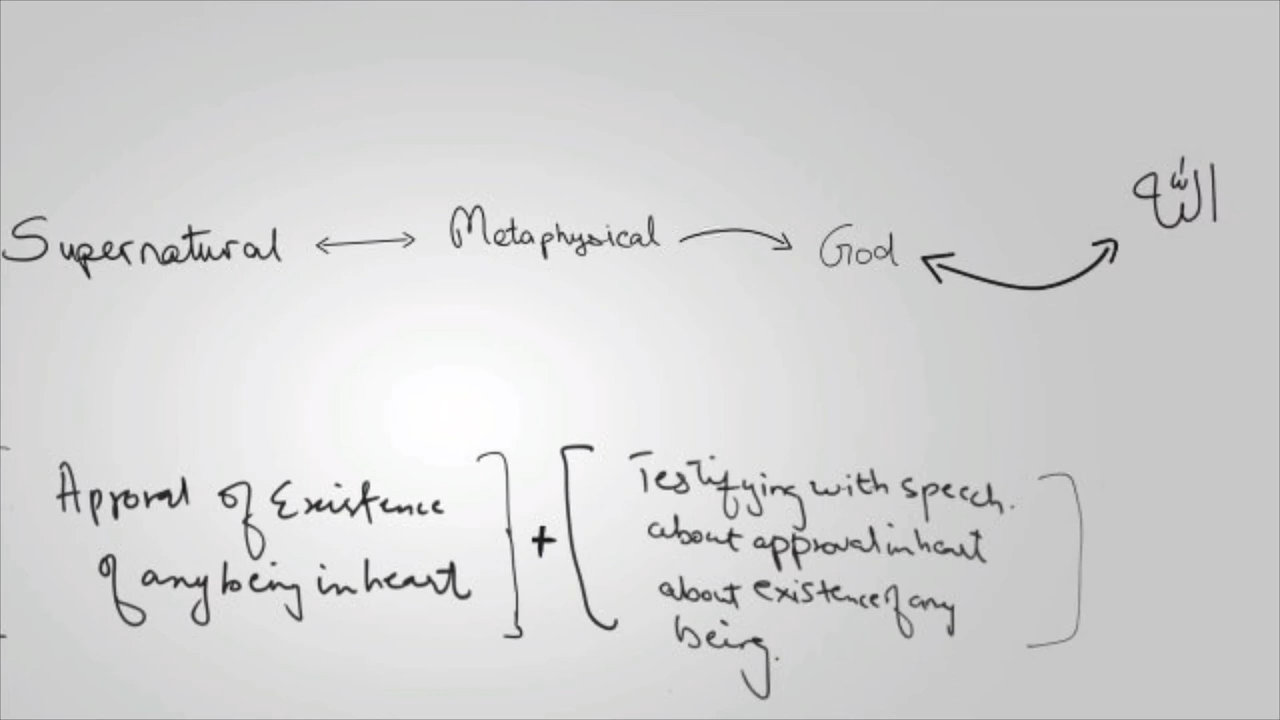 Supernatural ↔ Metaphysical → God ↔ الله
Approval of Existence
of any being in heart
+
Testifying with speech.
about approval in heart
about existence of any
being.